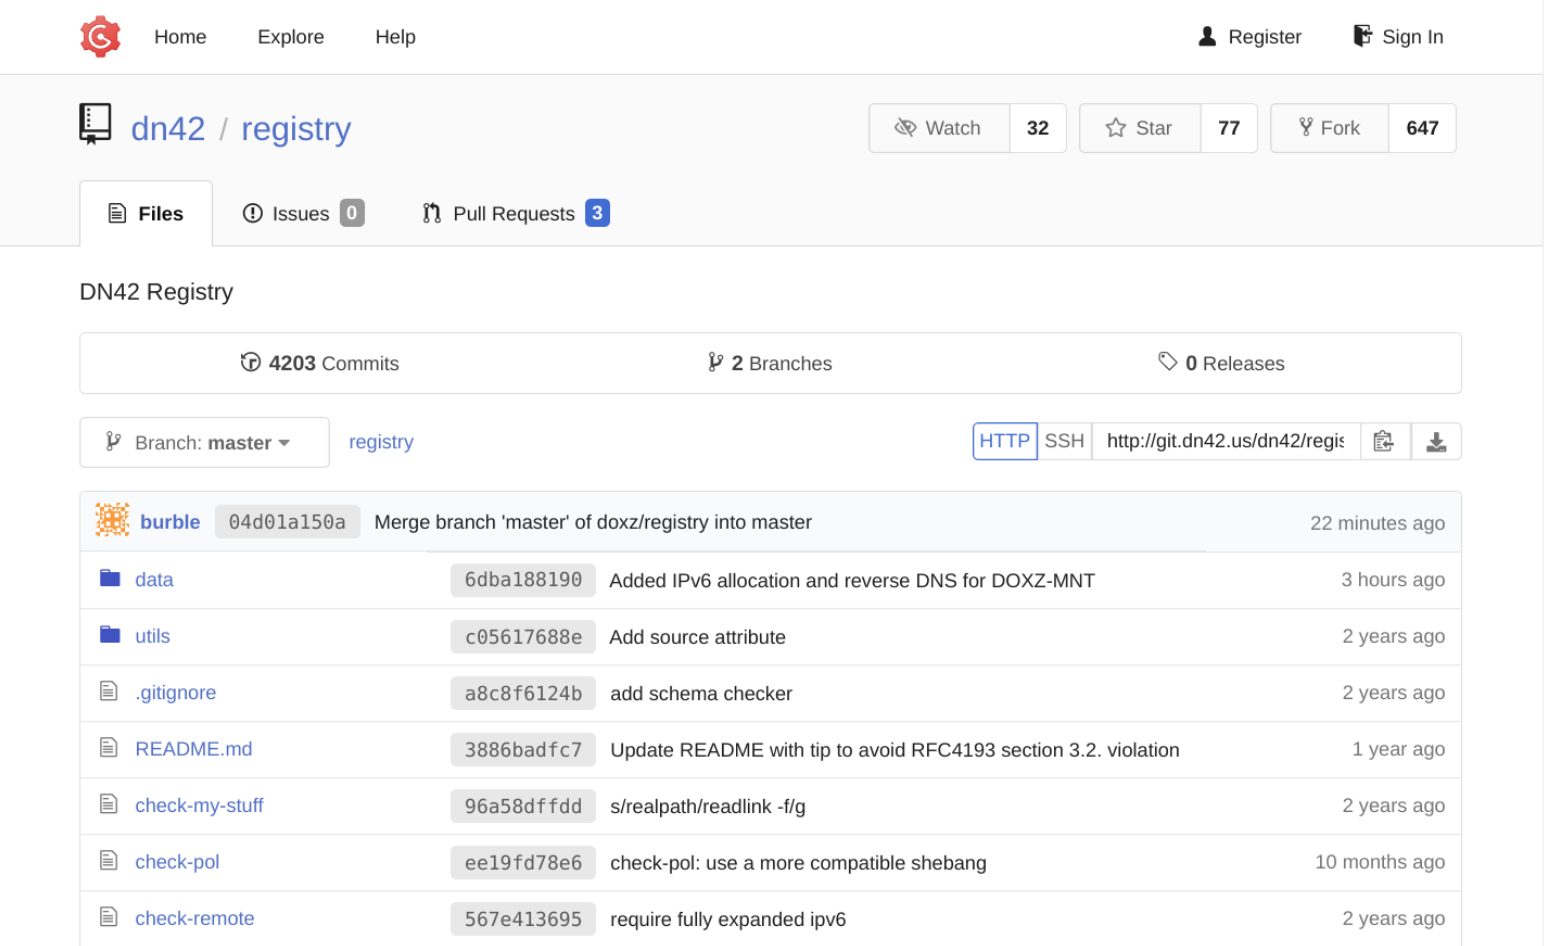 Home Explore Help Register Sign In
dn42 / registry Watch 32 Star 77 Fork 647
Files Issues 0 Pull Requests 3
DN42 Registry
4203 Commits 2 Branches 0 Releases
Branch: master registry HTTP SSH http://git.dn42.us/dn42/regis
burble 04d01a150a Merge branch 'master' of doxz/registry into master 22 minutes ago
data 6dba188190 Added IPv6 allocation and reverse DNS for DOXZ-MNT 3 hours ago
utils c05617688e Add source attribute 2 years ago
.gitignore a8c8f6124b add schema checker 2 years ago
README.md 3886badfc7 Update README with tip to avoid RFC4193 section 3.2. violation 1 year ago
check-my-stuff 96a58dffdd s/realpath/readlink -f/g 2 years ago
check-pol ee19fd78e6 check-pol: use a more compatible shebang 10 months ago
check-remote 567e413695 require fully expanded ipv6 2 years ago